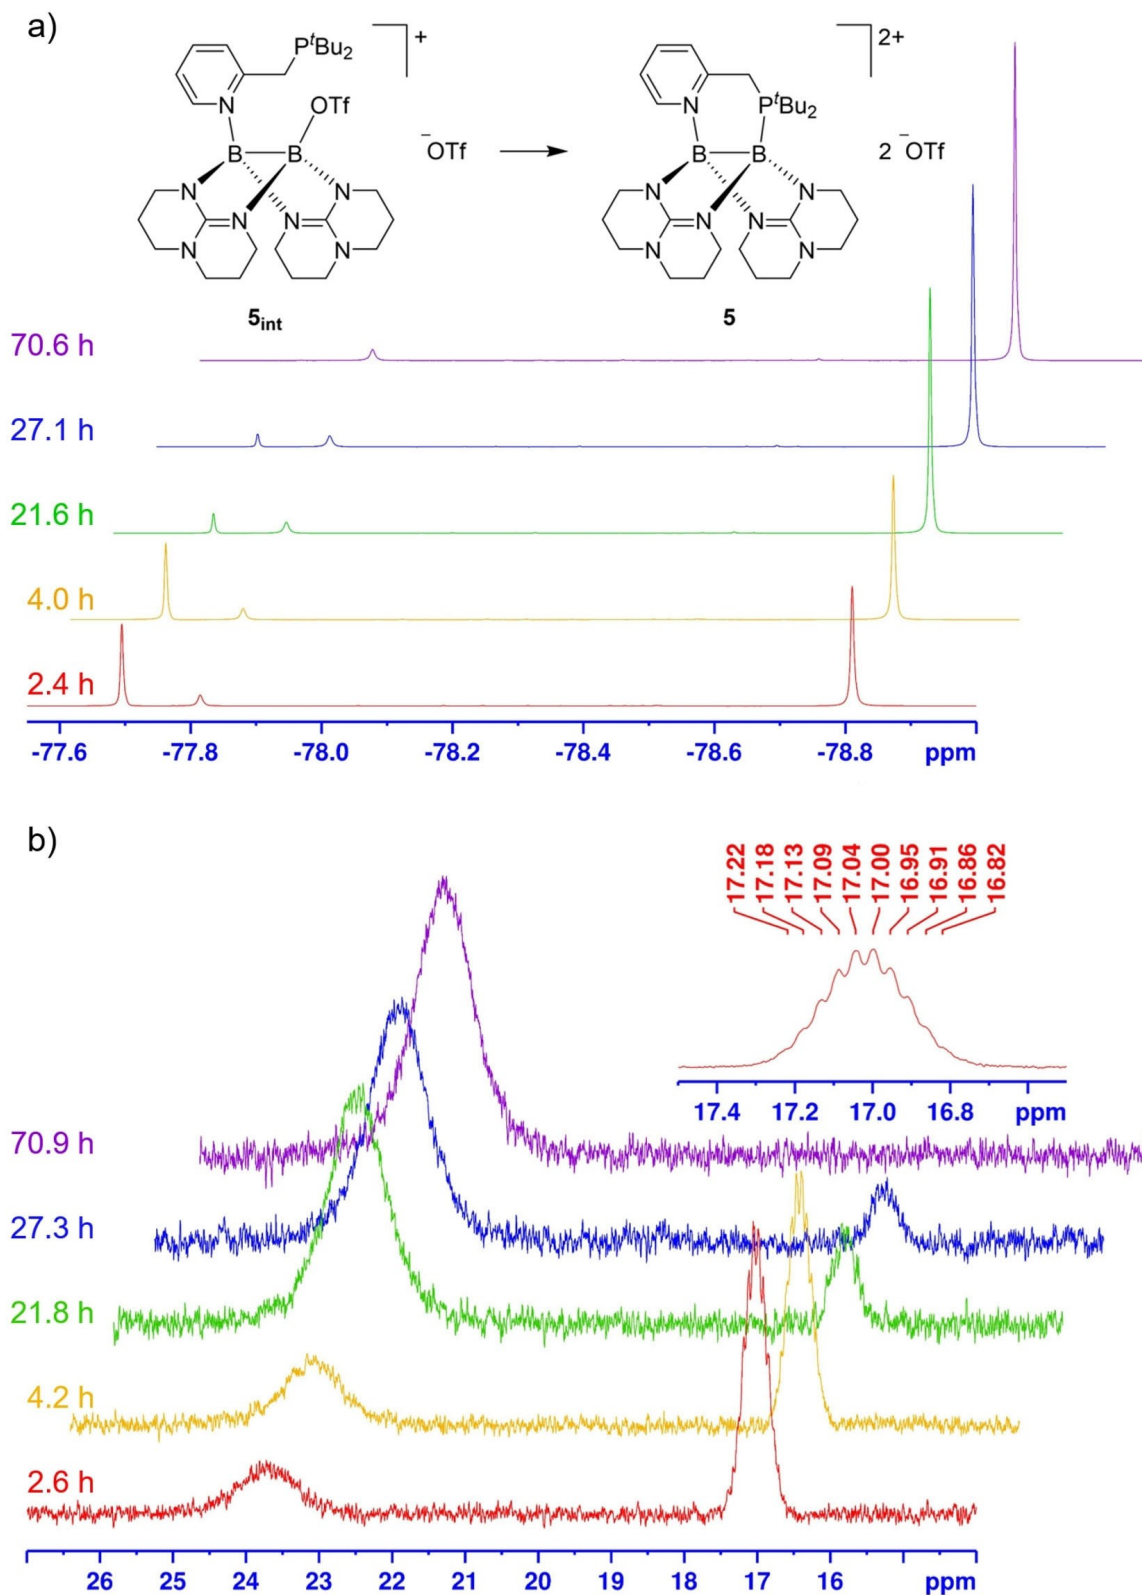 a)
PᵗBu₂
+
2+
N
OTf
N
PᵗBu₂
B
B
⁻OTf
B
B
2 ⁻OTf
N
N
N
N
N
N
N
N
N
N
N
N
5int
5
70.6 h
27.1 h
21.6 h
4.0 h
2.4 h
-77.6 -77.8 -78.0 -78.2 -78.4 -78.6 -78.8 ppm
b)
17.22 17.18 17.13 17.09 17.04 17.00 16.95 16.91 16.86 16.82
17.4 17.2 17.0 16.8 ppm
70.9 h
27.3 h
21.8 h
4.2 h
2.6 h
26 25 24 23 22 21 20 19 18 17 16 ppm